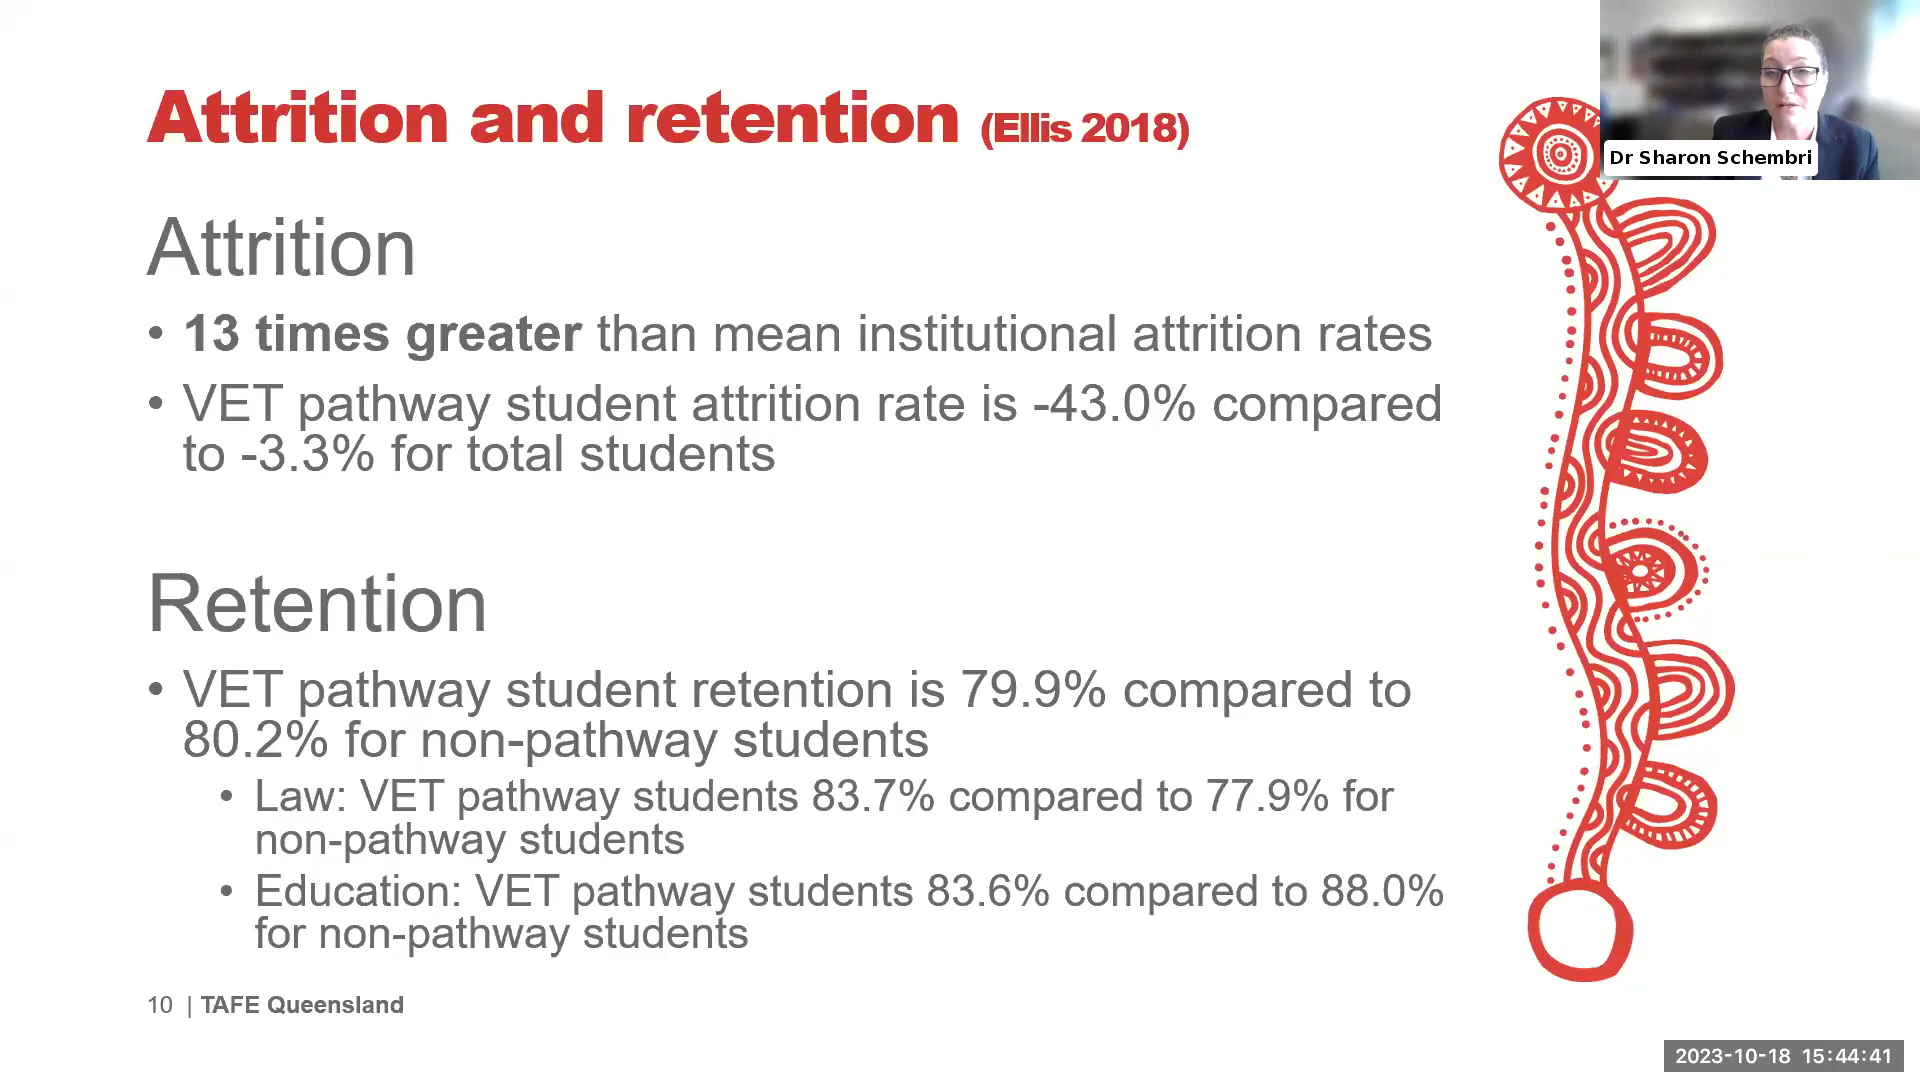 Attrition and retention (Ellis 2018)
Dr Sharon Schembri
Attrition
• 13 times greater than mean institutional attrition rates
• VET pathway student attrition rate is -43.0% compared
to -3.3% for total students
Retention
• VET pathway student retention is 79.9% compared to
80.2% for non-pathway students
• Law: VET pathway students 83.7% compared to 77.9% for
non-pathway students
• Education: VET pathway students 83.6% compared to 88.0%
for non-pathway students
10 | TAFE Queensland
2023-10-18 15:44:41